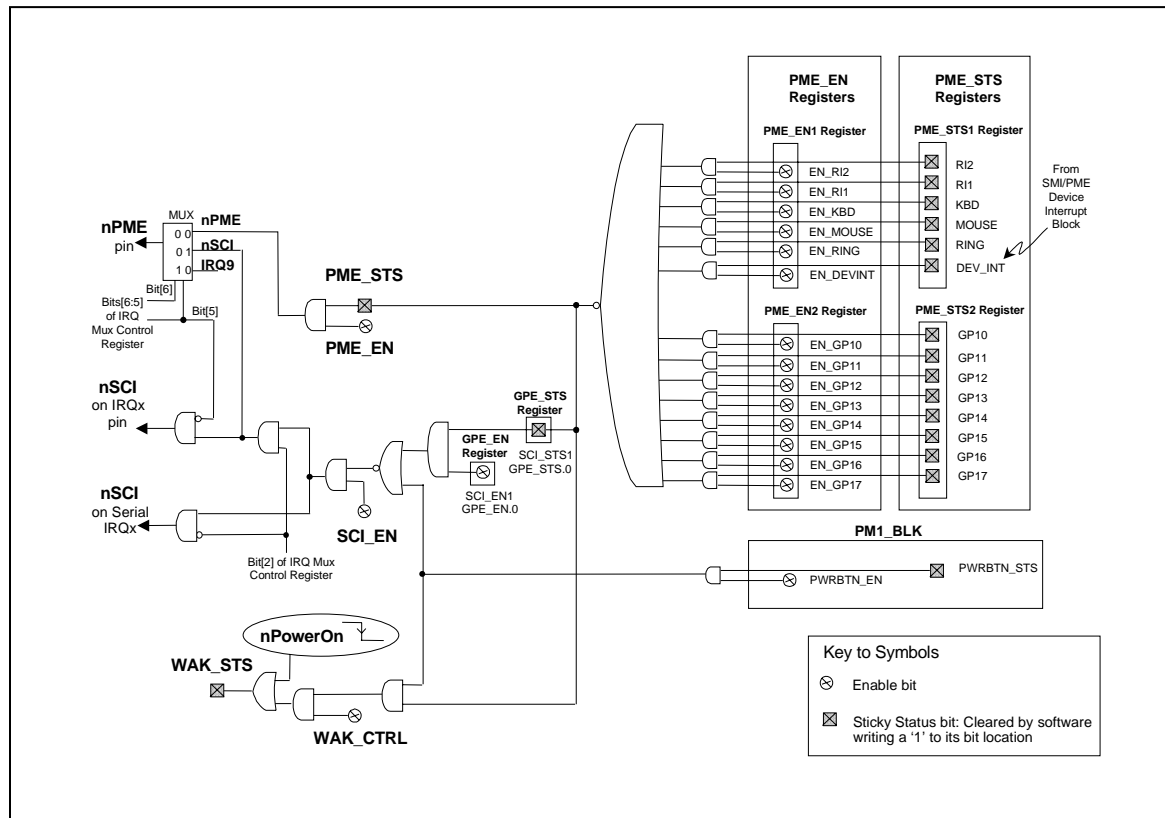 PME_EN
Registers
PME_STS
Registers
PME_EN1 Register
EN_RI2
EN_RI1
EN_KBD
EN_MOUSE
EN_RING
EN_DEVINT
PME_STS1 Register
RI2
RI1
KBD
MOUSE
RING
DEV_INT
From
SMI/PME
Device
Interrupt
Block
MUX
nPME
0 0
nSCI
0 1
IRQ9
1 0
nPME
pin
Bit[6]
Bits[6:5]
of IRQ
Mux Control
Register
Bit[5]
PME_STS
PME_EN
PME_EN2 Register
EN_GP10
EN_GP11
EN_GP12
EN_GP13
EN_GP14
EN_GP15
EN_GP16
EN_GP17
PME_STS2 Register
GP10
GP11
GP12
GP13
GP14
GP15
GP16
GP17
nSCI
on IRQx
pin
GPE_STS
Register
SCI_STS1
GPE_STS.0
GPE_EN
Register
SCI_EN1
GPE_EN.0
nSCI
on Serial
IRQx
SCI_EN
Bit[2] of IRQ Mux
Control Register
PM1_BLK
PWRBTN_EN
PWRBTN_STS
nPowerOn
WAK_STS
WAK_CTRL
Key to Symbols
Enable bit
Sticky Status bit: Cleared by software
writing a ‘1’ to its bit location